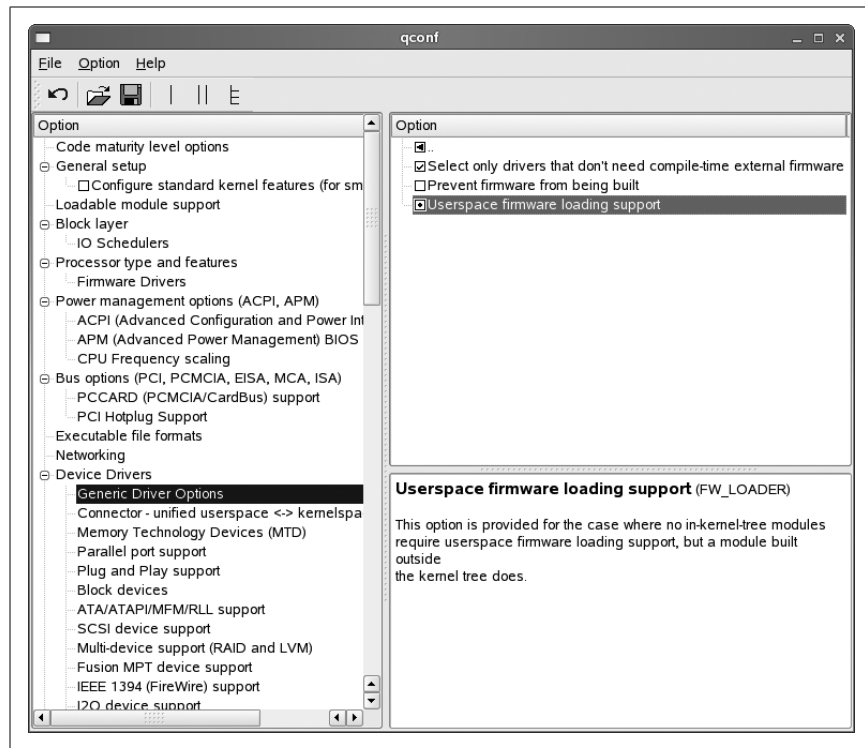 qconf
File Option Help
Option
Code maturity level options
General setup
Configure standard kernel features (for sm
Loadable module support
Block layer
IO Schedulers
Processor type and features
Firmware Drivers
Power management options (ACPI, APM)
ACPI (Advanced Configuration and Power Int
APM (Advanced Power Management) BIOS
CPU Frequency scaling
Bus options (PCI, PCMCIA, EISA, MCA, ISA)
PCCARD (PCMCIA/CardBus) support
PCI Hotplug Support
Executable file formats
Networking
Device Drivers
Generic Driver Options
Connector - unified userspace <-> kernelspa
Memory Technology Devices (MTD)
Parallel port support
Plug and Play support
Block devices
ATA/ATAPI/MFM/RLL support
SCSI device support
Multi-device support (RAID and LVM)
Fusion MPT device support
IEEE 1394 (FireWire) support
I2O device support
Option
..
Select only drivers that don't need compile-time external firmware
Prevent firmware from being built
Userspace firmware loading support
Userspace firmware loading support (FW_LOADER)
This option is provided for the case where no in-kernel-tree modules
require userspace firmware loading support, but a module built
outside
the kernel tree does.